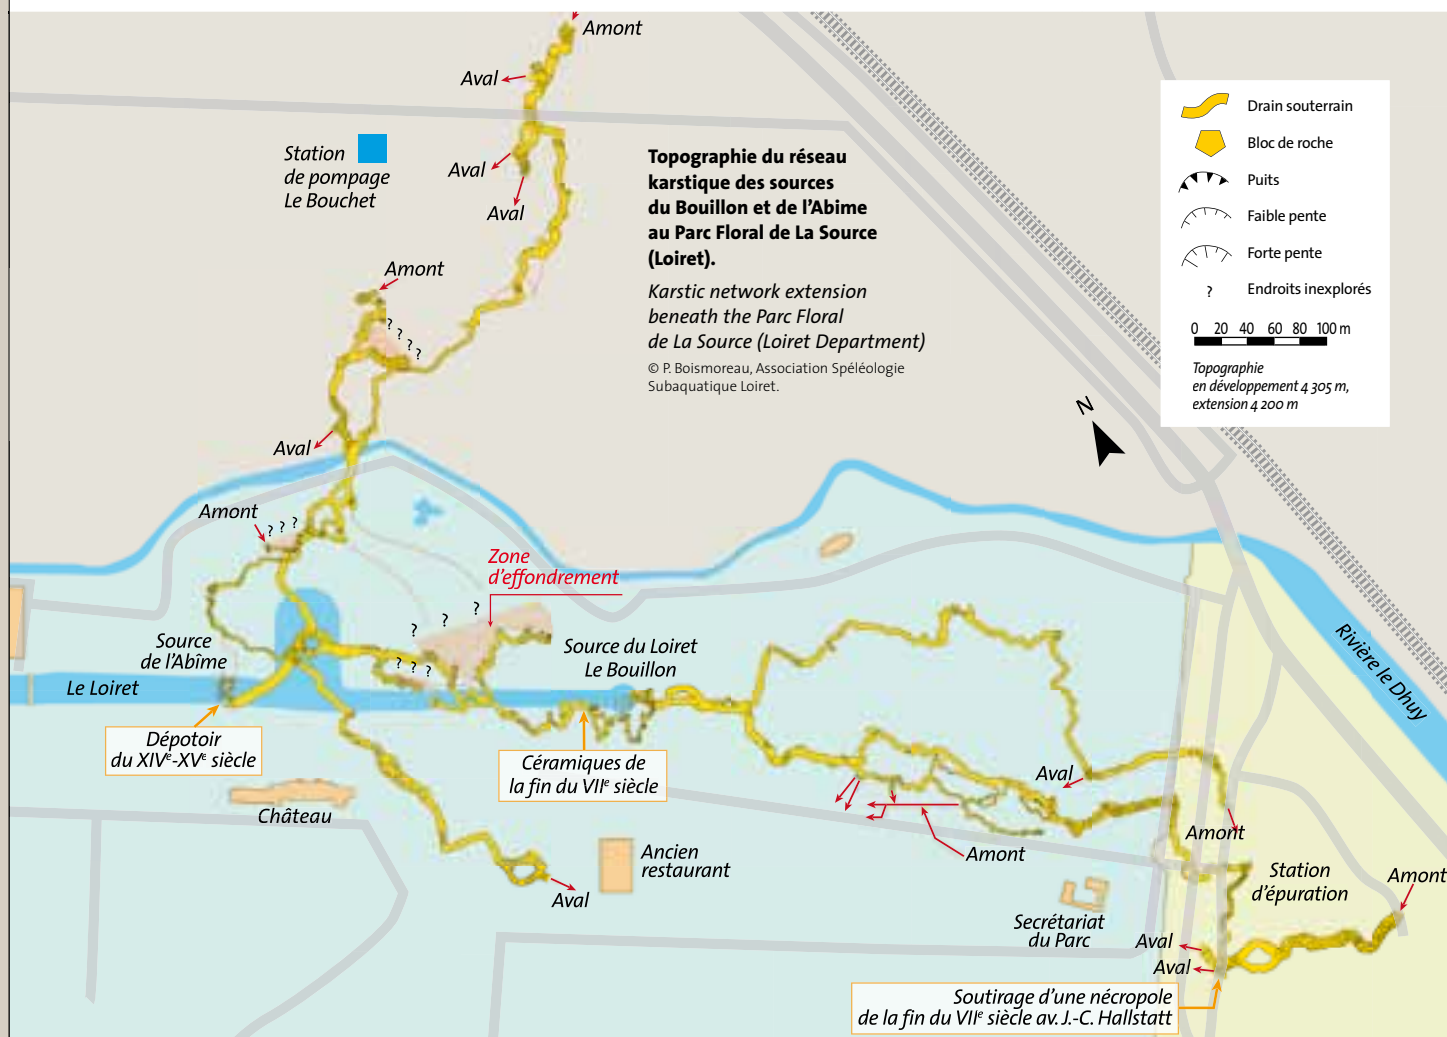 Amont
Aval
Station
de pompage
Le Bouchet
Aval
Aval
Topographie du réseau
karstique des sources
du Bouillon et de l'Abime
au Parc Floral de La Source
(Loiret).
Karstic network extension
beneath the Parc Floral
de La Source (Loiret Department)
© P. Boismoreau, Association Spéléologie
Subaquatique Loiret.
Drain souterrain
Bloc de roche
Puits
Faible pente
Forte pente
? Endroits inexplorés
0 20 40 60 80 100 m
Topographie
en développement 4 305 m,
extension 4 200 m
N
Amont
? ? ? ?
Aval
Amont
? ? ?
Zone
d'effondrement
? ? ?
? ? ?
Source
de l'Abîme
Source du Loiret
Le Bouillon
Le Loiret
Rivière le Dhuy
Dépotoir
du XIVe-XVe siècle
Céramiques de
la fin du VIIe siècle
Château
Ancien
restaurant
Aval
Aval
Amont
Amont
Station
d'épuration
Amont
Secrétariat
du Parc
Aval
Aval
Soutirage d'une nécropole
de la fin du VIIe siècle av. J.-C. Hallstatt